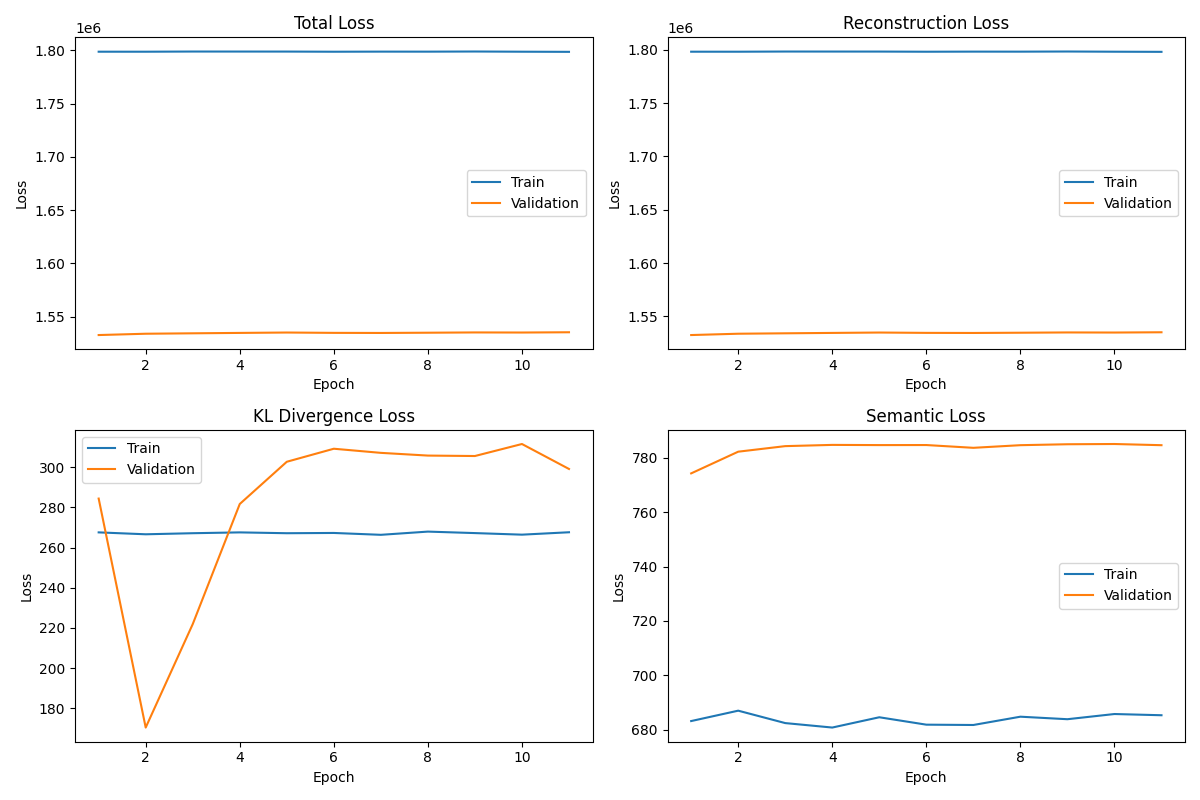 Total Loss
1e6
1.80
1.75
1.70
1.65
1.60
1.55
Loss
2
4
6
8
10
Epoch
Train
Validation
Reconstruction Loss
1e6
1.80
1.75
1.70
1.65
1.60
1.55
Loss
2
4
6
8
10
Epoch
Train
Validation
KL Divergence Loss
Train
Validation
300
280
260
240
220
200
180
Loss
2
4
6
8
10
Epoch
Semantic Loss
780
760
740
720
700
680
Loss
2
4
6
8
10
Epoch
Train
Validation